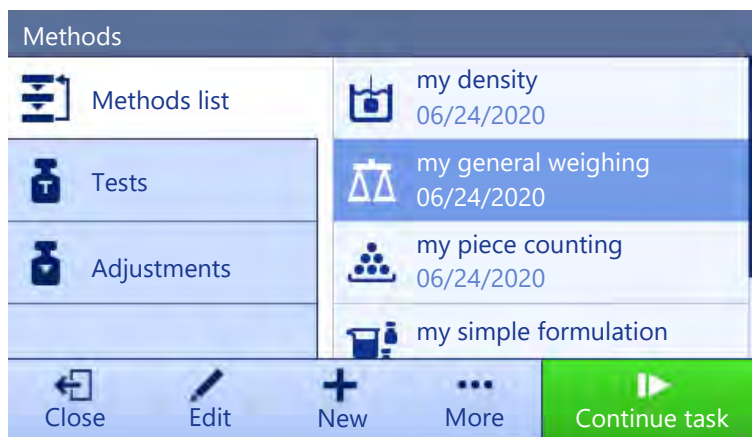 Methods
Methods list
Tests
Adjustments
my density
06/24/2020
my general weighing
06/24/2020
my piece counting
06/24/2020
my simple formulation
Close
Edit
New
More
Continue task